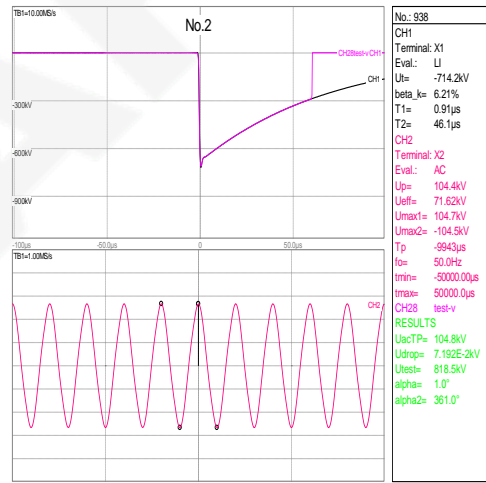 TB1=10.00MS/s
No.2
CH28test-v CH1
CH1
-300kV
-600kV
-900kV
-100µs -50.0µs 0 50.0µs
TB1=1.00MS/s
CH2
No.: 938
CH1
Terminal: X1
Eval.: LI
Ut= -714.2kV
beta_k= 6.21%
T1= 0.91µs
T2= 46.1µs
CH2
Terminal: X2
Eval.: AC
Up= 104.4kV
Ueff= 71.62kV
Umax1= 104.7kV
Umax2= -104.5kV
Tp -9943µs
fo= 50.0Hz
tmin= -50000.00µs
tmax= 50000.0µs
CH28 test-v
RESULTS
UacTP= 104.8kV
Udrop= 7.192E-2kV
Utest= 818.5kV
alpha= 1.0°
alpha2= 361.0°